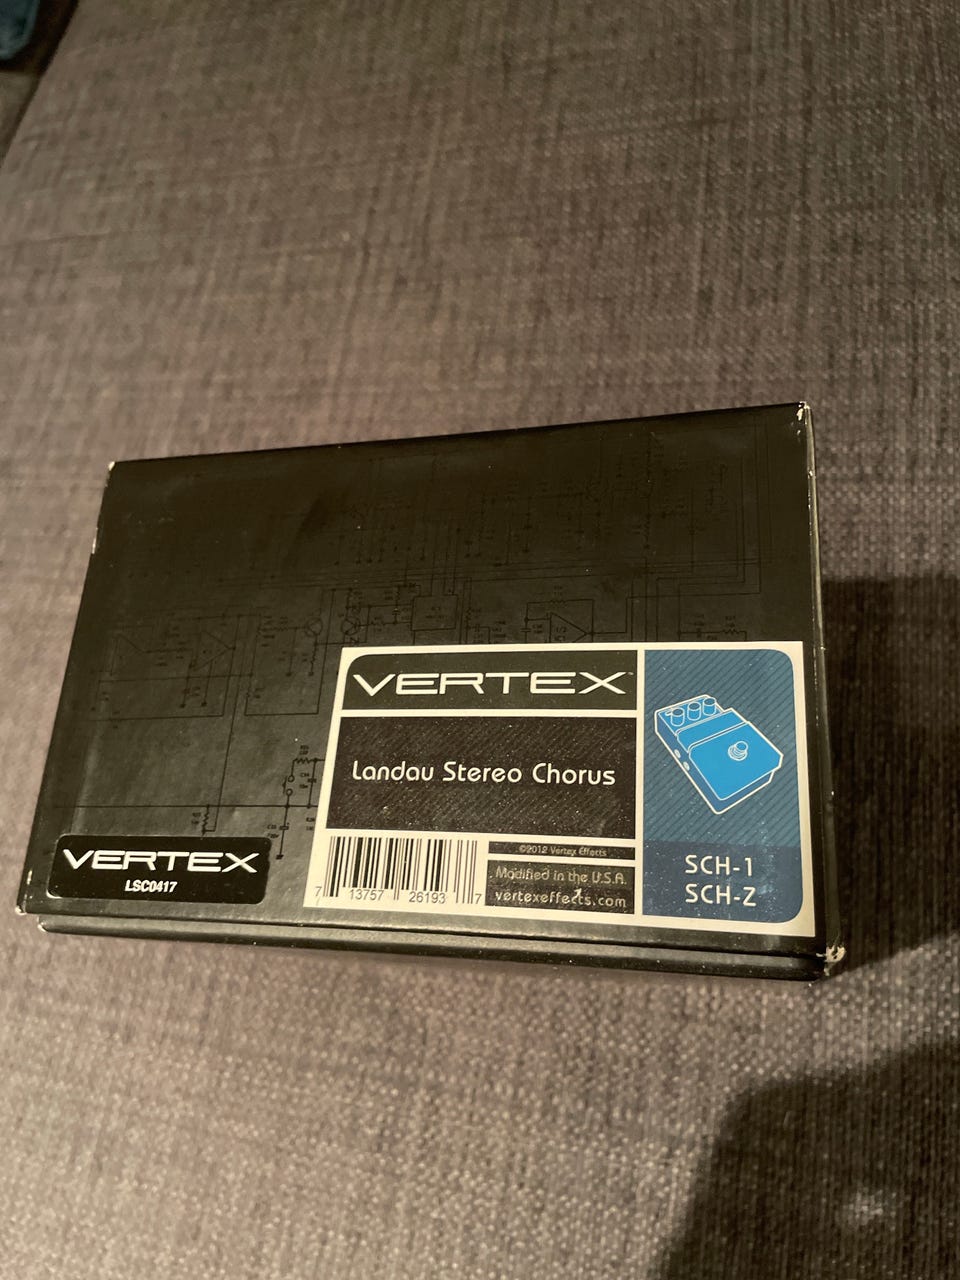 VERTEX™
Landau Stereo Chorus
7 13757 26193 7
©2012 Vertex Effects
Modified in the U.S.A.
vertexeffects.com
SCH-1
SCH-Z
VERTEX
LSC0417